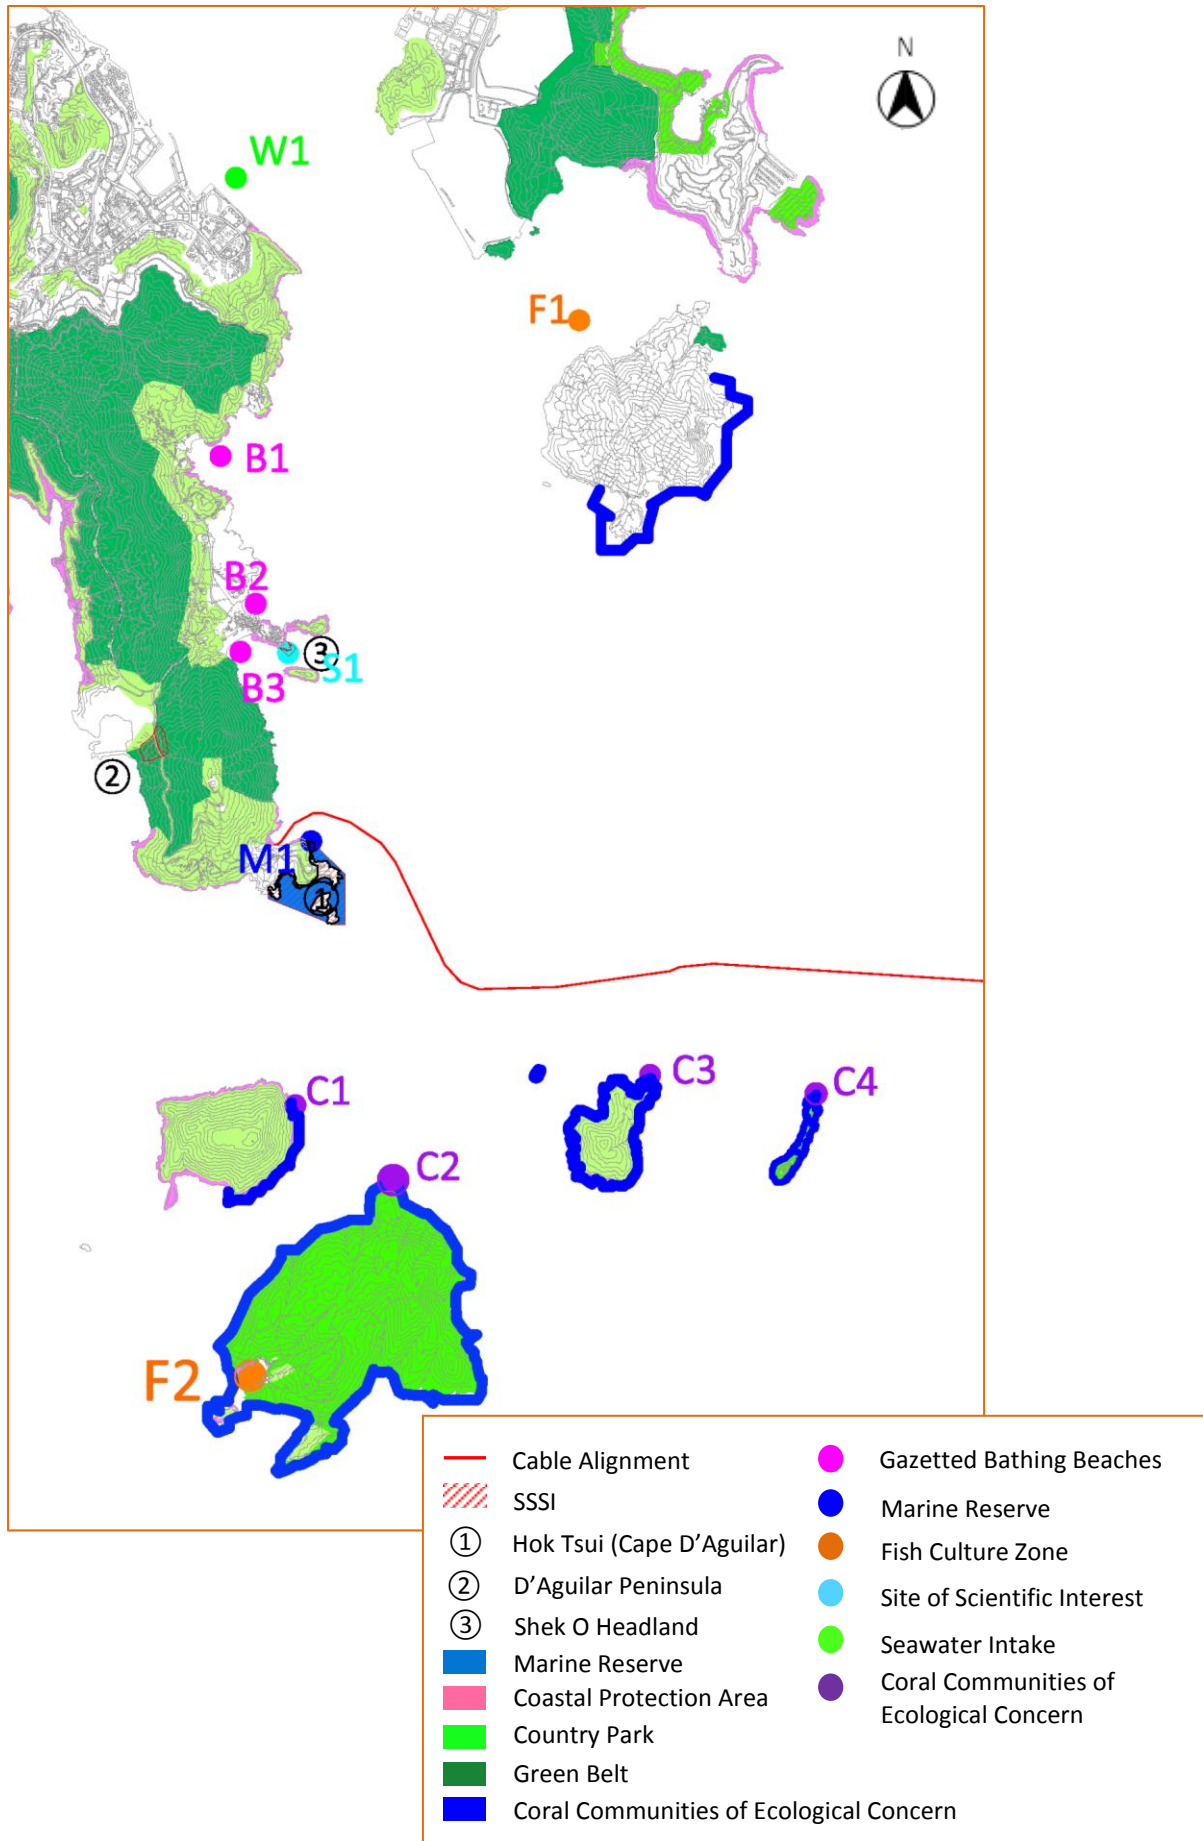 N
W1
F1
B1
B2
③
S1
B3
②
M1
①
C1
C2
C3
C4
F2
Cable Alignment
SSSI
① Hok Tsui (Cape D’Aguilar)
② D’Aguilar Peninsula
③ Shek O Headland
Marine Reserve
Coastal Protection Area
Country Park
Green Belt
Coral Communities of Ecological Concern
Gazetted Bathing Beaches
Marine Reserve
Fish Culture Zone
Site of Scientific Interest
Seawater Intake
Coral Communities of
Ecological Concern